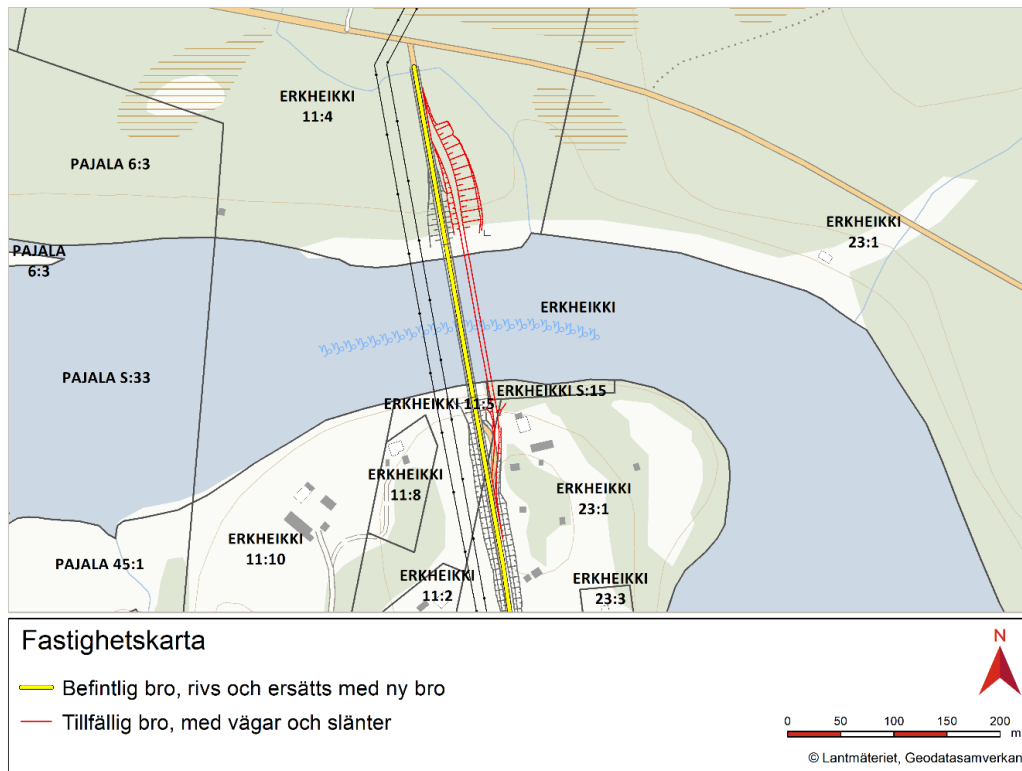 ERKHEIKKI
11:4
PAJALA 6:3
ERKHEIKKI
23:1
PAJALA
6:3
ERKHEIKKI
PAJALA S:33
ERKHEIKKI S:15
ERKHEIKKI 11:5
ERKHEIKKI
11:8
ERKHEIKKI
23:1
ERKHEIKKI
11:10
PAJALA 45:1
ERKHEIKKI
11:2
ERKHEIKKI
23:3
Fastighetskarta
Befintlig bro, rivs och ersätts med ny bro
Tillfällig bro, med vägar och slänter
N
0 50 100 150 200
m
© Lantmäteriet, Geodatasamverkan